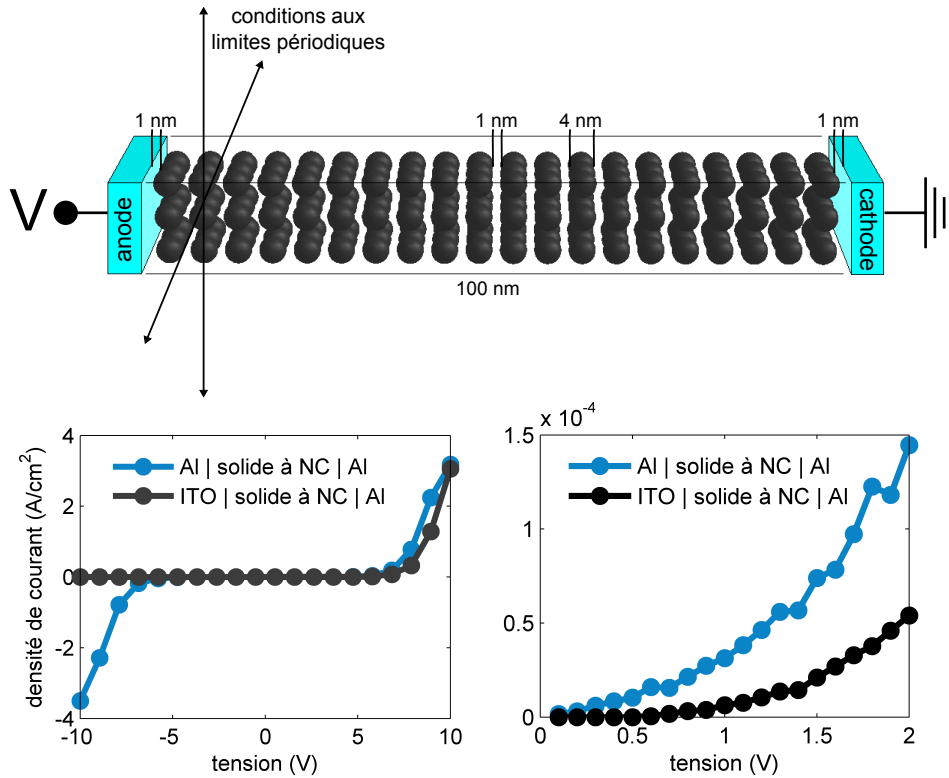 conditions aux
limites périodiques
1 nm
1 nm
4 nm
1 nm
V
anode
cathode
100 nm
densité de courant (A/cm²)
4
2
0
-2
-4
-10
-5
0
5
10
tension (V)
Al | solide à NC | Al
ITO | solide à NC | Al
x 10⁻⁴
1.5
1
0.5
0
0
0.5
1
1.5
2
tension (V)
Al | solide à NC | Al
ITO | solide à NC | Al